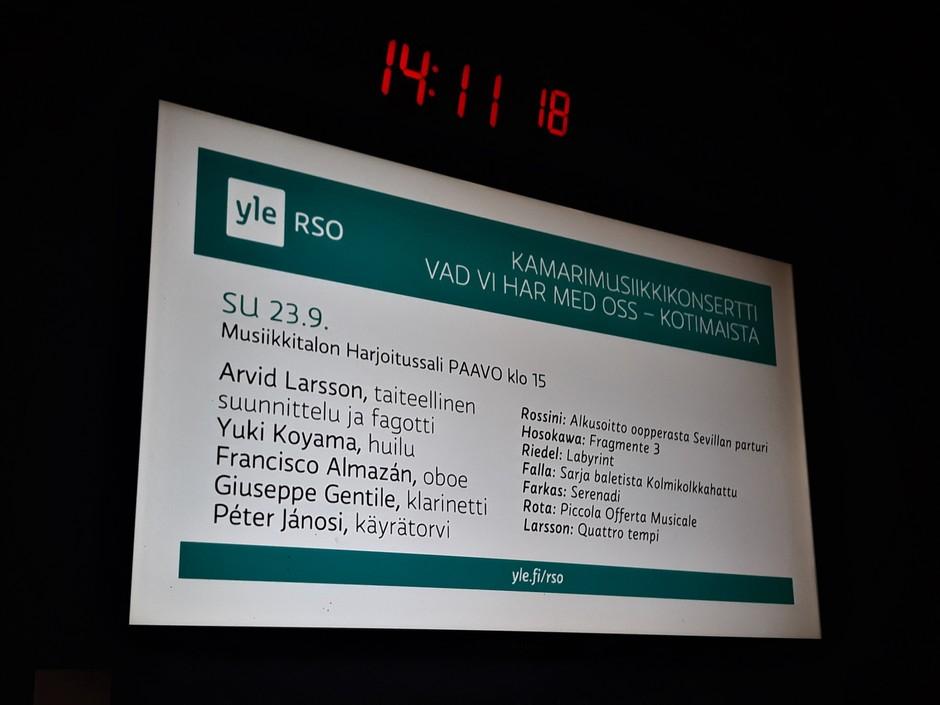 14:11 18
yle RSO
KAMARIMUSIIKKIKONSERTTI
VAD VI HAR MED OSS – KOTIMAISTA
SU 23.9.
Musiikkitalon Harjoitussali PAAVO klo 15
Arvid Larsson, taiteellinen
suunnittelu ja fagotti
Yuki Koyama, huilu
Francisco Almazán, oboe
Giuseppe Gentile, klarinetti
Péter Jánosi, käyrätorvi
Rossini: Alkusoitto oopperasta Sevillan parturi
Hosokawa: Fragmente 3
Riedel: Labyrint
Falla: Sarja baletista Kolmikolkkahattu
Farkas: Serenadi
Rota: Piccola Offerta Musicale
Larsson: Quattro tempi
yle.fi/rso